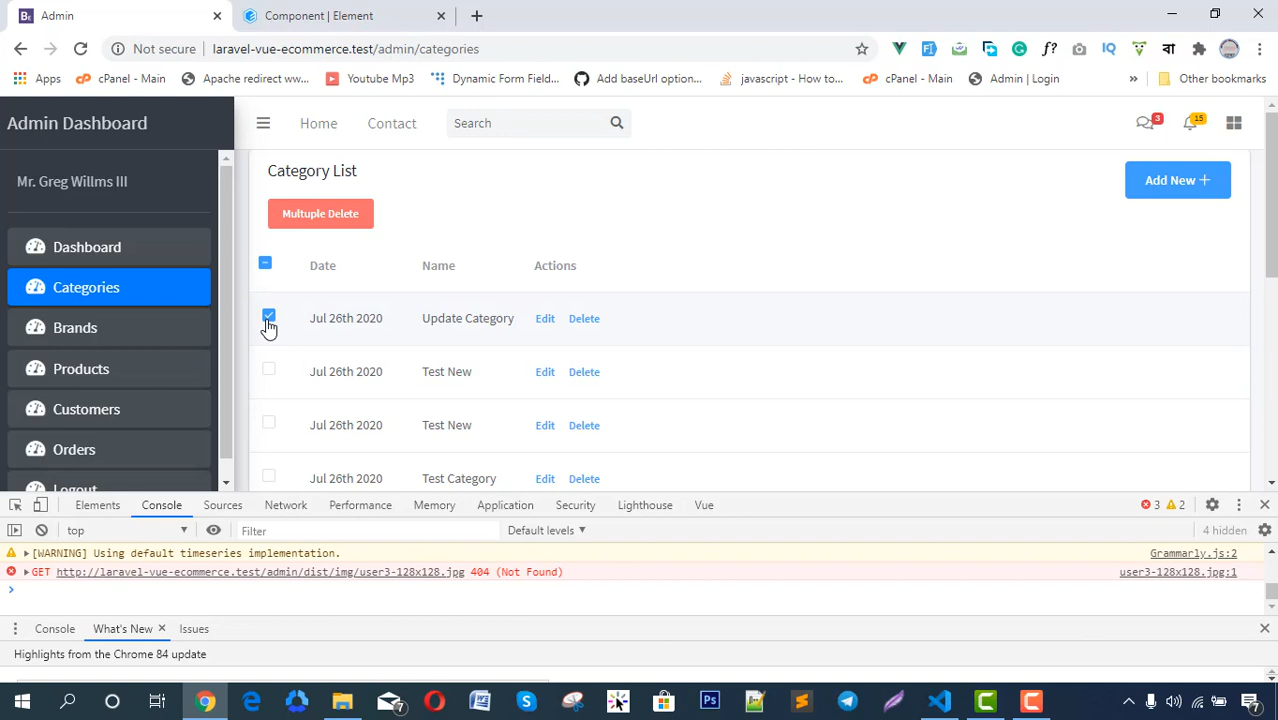 Admin
Component | Element
Not secure laravel-vue-ecommerce.test/admin/categories
Apps cPanel - Main Apache redirect ww... Youtube Mp3 Dynamic Form Field... Add baseUrl option... javascript - How to... cPanel - Main Admin | Login » Other bookmarks
Admin Dashboard Home Contact Search 3 15
Mr. Greg Willms III
Dashboard
Categories
Brands
Products
Customers
Orders
Logout
Category List
Add New +
Multuple Delete
Date Name Actions
Jul 26th 2020 Update Category Edit Delete
Jul 26th 2020 Test New Edit Delete
Jul 26th 2020 Test New Edit Delete
Jul 26th 2020 Test Category Edit Delete
Elements Console Sources Network Performance Memory Application Security Lighthouse Vue 3 2
top Filter Default levels 4 hidden
[WARNING] Using default timeseries implementation. Grammarly.js:2
GET http://laravel-vue-ecommerce.test/admin/dist/img/user3-128x128.jpg 404 (Not Found) user3-128x128.jpg:1
Console What's New Issues
Highlights from the Chrome 84 update